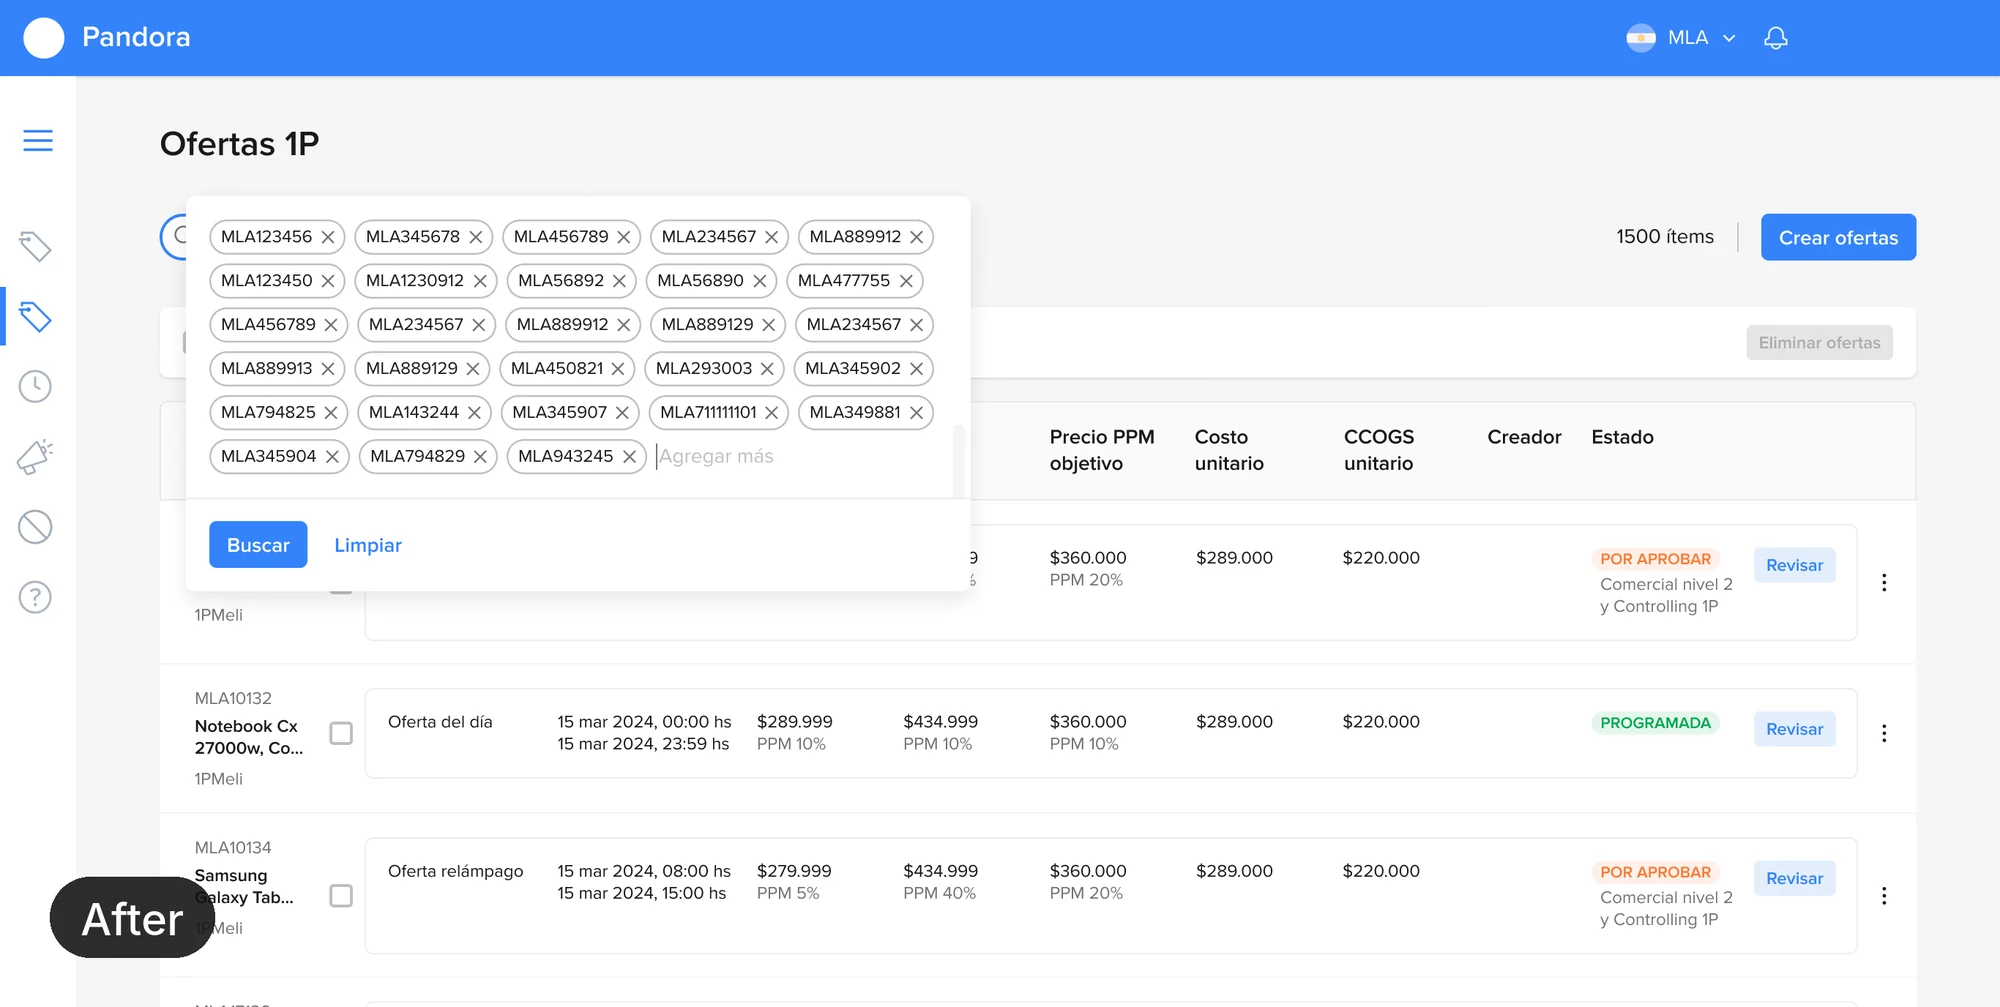 Pandora
MLA
Ofertas 1P
MLA123456 MLA345678 MLA456789 MLA234567 MLA889912
MLA123450 MLA1230912 MLA56892 MLA56890 MLA477755
MLA456789 MLA234567 MLA889912 MLA889129 MLA234567
MLA889913 MLA889129 MLA450821 MLA293003 MLA345902
MLA794825 MLA143244 MLA345907 MLA711111101 MLA349881
MLA345904 MLA794829 MLA943245 Agregar más
Buscar Limpiar
1500 ítems
Crear ofertas
Eliminar ofertas
Precio PPM
objetivo
Costo
unitario
CCOGS
unitario
Creador
Estado
1PMeli
9
%
$360.000
PPM 20%
$289.000
$220.000
POR APROBAR
Comercial nivel 2
y Controlling 1P
Revisar
MLA10132
Notebook Cx
27000w, Co...
1PMeli
Oferta del día
15 mar 2024, 00:00 hs
15 mar 2024, 23:59 hs
$289.999
PPM 10%
$434.999
PPM 10%
$360.000
PPM 10%
$289.000
$220.000
PROGRAMADA
Revisar
MLA10134
Samsung
Galaxy Tab...
1PMeli
Oferta relámpago
15 mar 2024, 08:00 hs
15 mar 2024, 15:00 hs
$279.999
PPM 5%
$434.999
PPM 40%
$360.000
PPM 20%
$289.000
$220.000
POR APROBAR
Comercial nivel 2
y Controlling 1P
Revisar
After